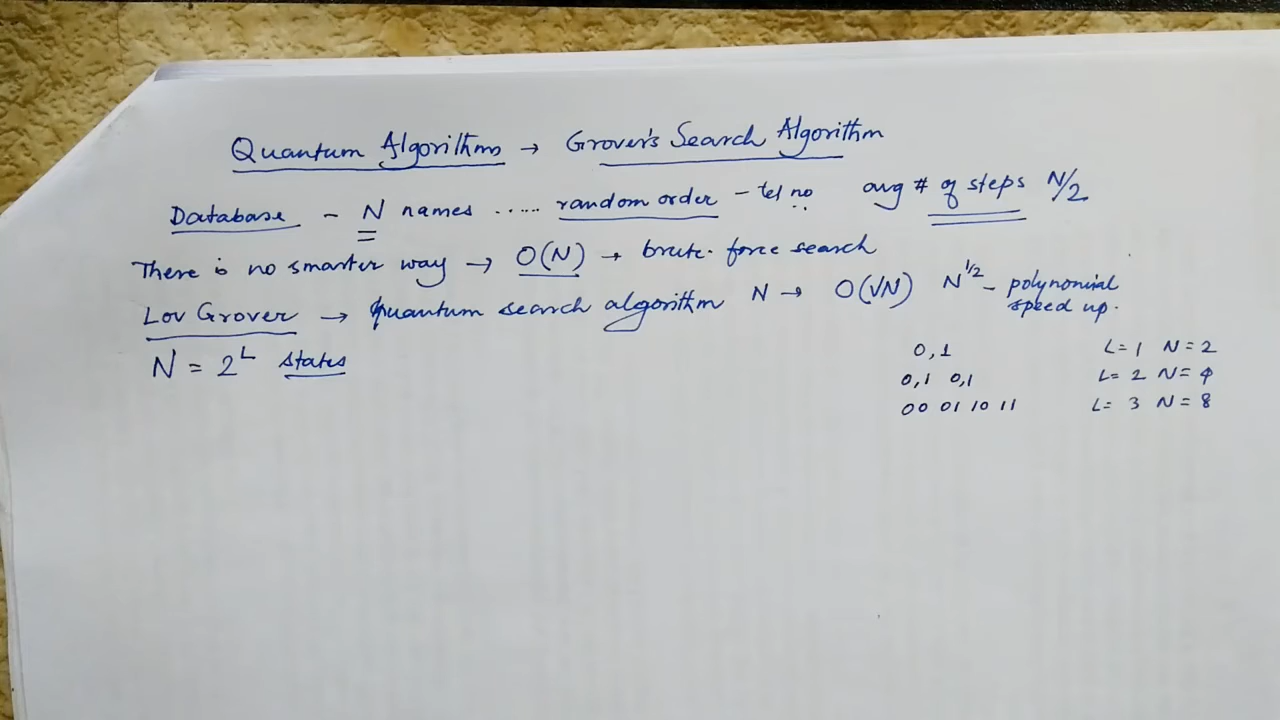 Quantum Algorithms → Grover's Search Algorithm
Database - N names ..... random order - tel no avg # of steps N/2
There is no smarter way → O(N) → brute-force search
Lov Grover → quantum search algorithm N → O(√N) N^1/2 - polynomial speed up.
N = 2^L states
0,1 L=1 N=2
0,1 0,1 L=2 N=4
00 01 10 11 L=3 N=8